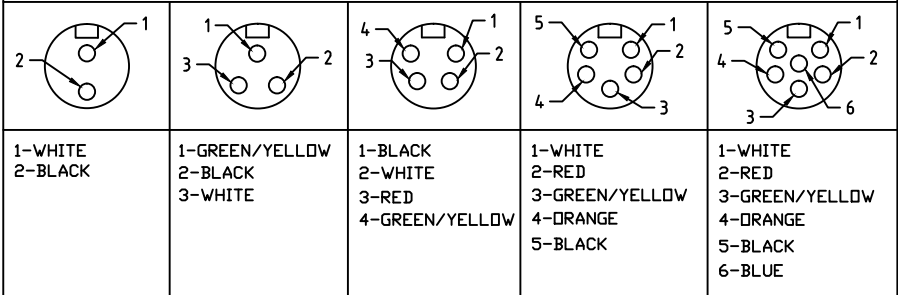 1
2
1
3
2
4
1
3
2
5
1
2
4
3
5
1
4
2
3
6
1-WHITE
2-BLACK
1-GREEN/YELLOW
2-BLACK
3-WHITE
1-BLACK
2-WHITE
3-RED
4-GREEN/YELLOW
1-WHITE
2-RED
3-GREEN/YELLOW
4-ORANGE
5-BLACK
1-WHITE
2-RED
3-GREEN/YELLOW
4-ORANGE
5-BLACK
6-BLUE